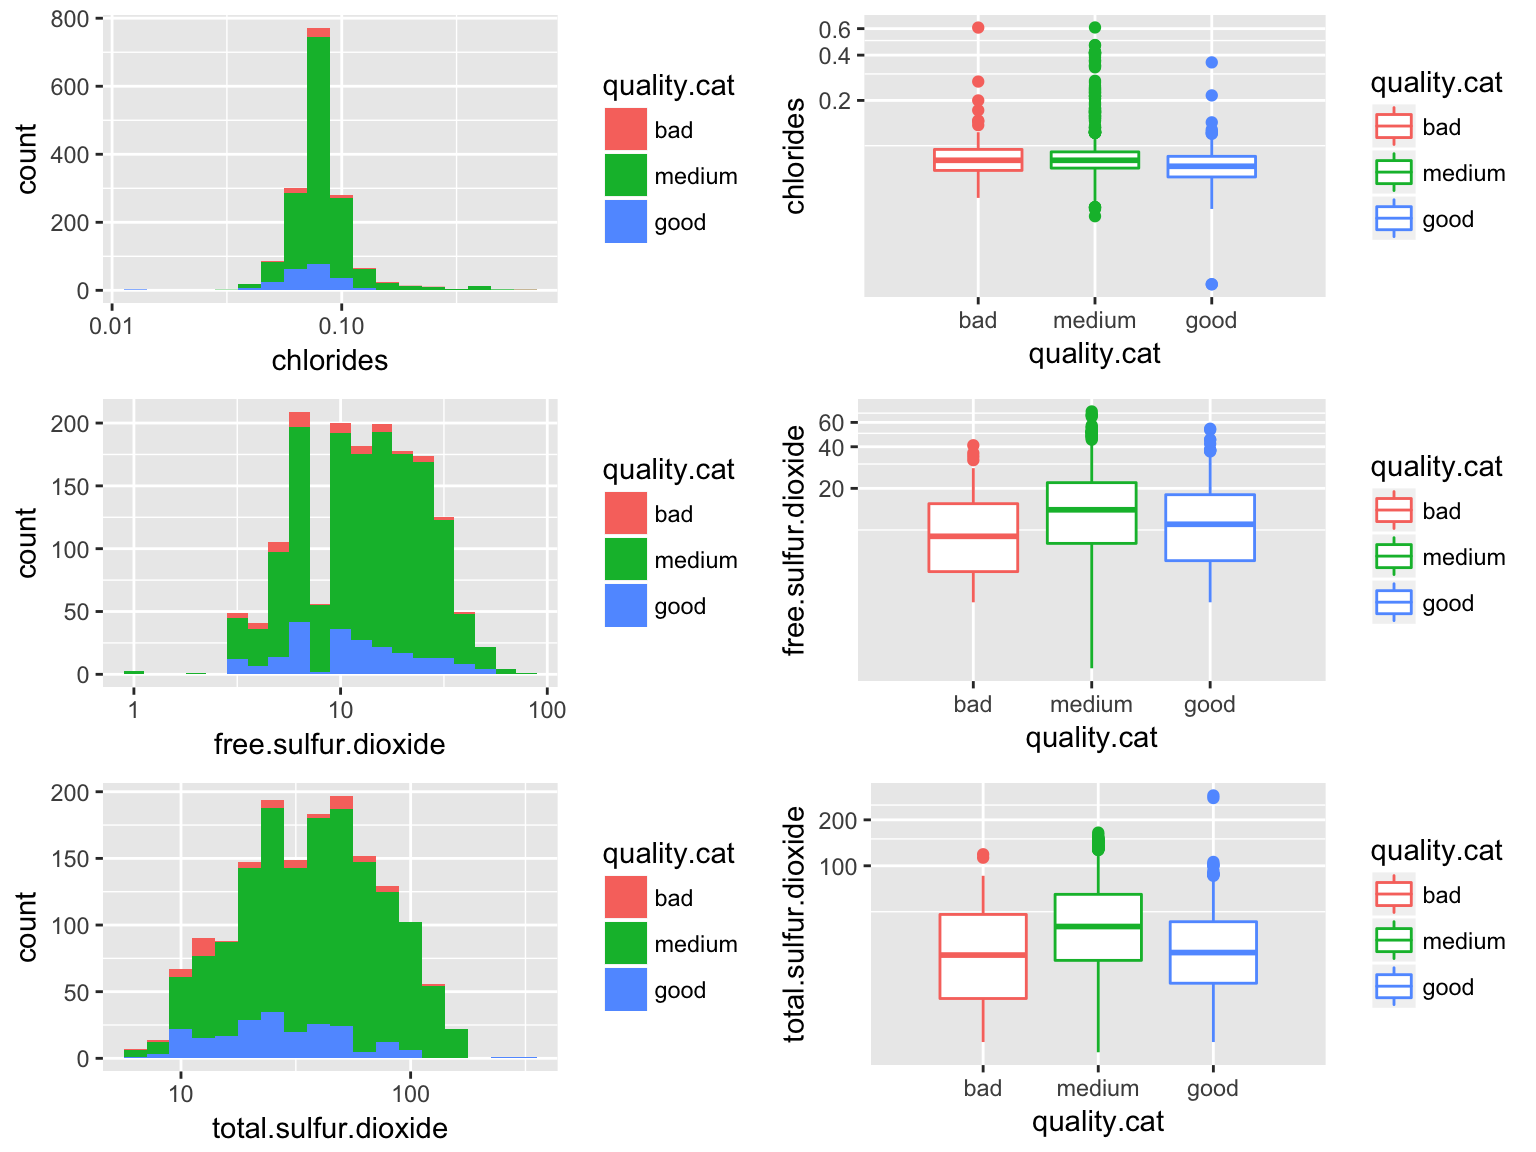 800
600
400
200
0
count
0.01
0.10
chlorides
quality.cat
bad
medium
good
0.6
0.4
0.2
chlorides
bad
medium
good
quality.cat
quality.cat
bad
medium
good
200
150
100
50
0
count
1
10
100
free.sulfur.dioxide
quality.cat
bad
medium
good
60
40
20
free.sulfur.dioxide
bad
medium
good
quality.cat
quality.cat
bad
medium
good
200
150
100
50
0
count
10
100
total.sulfur.dioxide
quality.cat
bad
medium
good
200
100
total.sulfur.dioxide
bad
medium
good
quality.cat
quality.cat
bad
medium
good